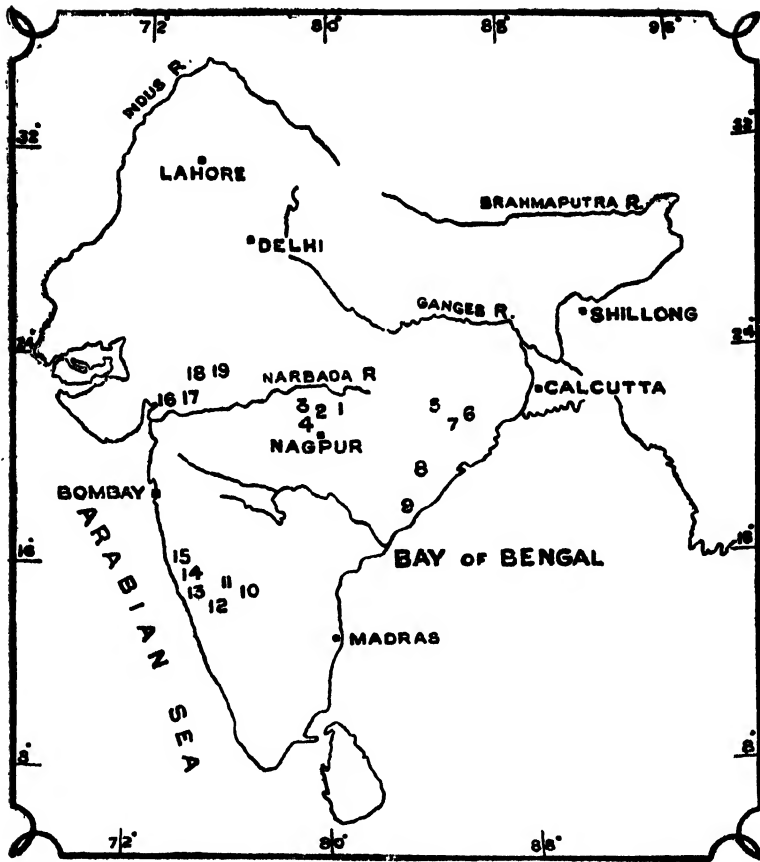 72° 80° 88° 96°
INDUS R.
32° 32°
LAHORE
BRAHMAPUTRA R.
DELHI
GANGES R.
SHILLONG
24° 24°
18 19
NARBADA R
CALCUTTA
16 17
3 2 1
5 6
4
7
NAGPUR
8
BOMBAY
9
ARABIAN SEA
16° 16°
BAY OF BENGAL
15
14
11
13 10
12
MADRAS
8° 8°
72° 80° 88°